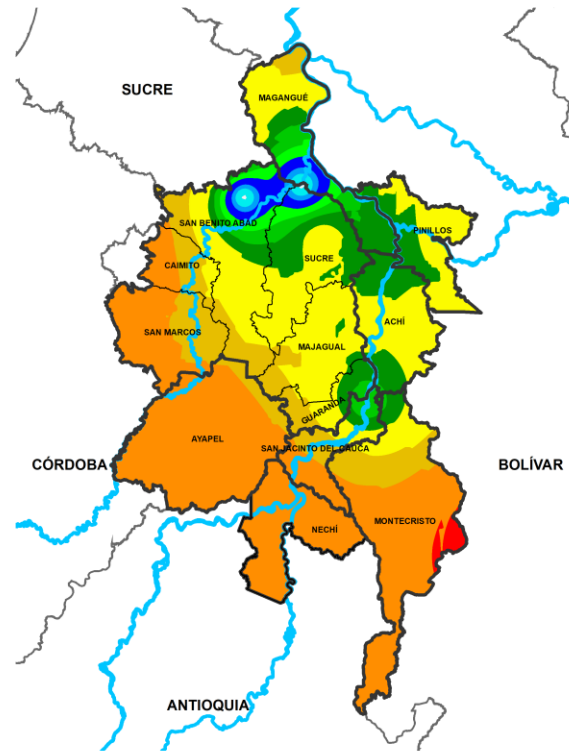 SUCRE
MAGANGUÉ
SAN BENITO ABAD
PINILLOS
SUCRE
CAIMITO
SAN MARCOS
ACHÍ
MAJAGUAL
GUARANDA
AYAPEL
SAN JACINTO DEL CAUCA
CÓRDOBA
BOLÍVAR
MONTECRISTO
NECHÍ
ANTIOQUIA